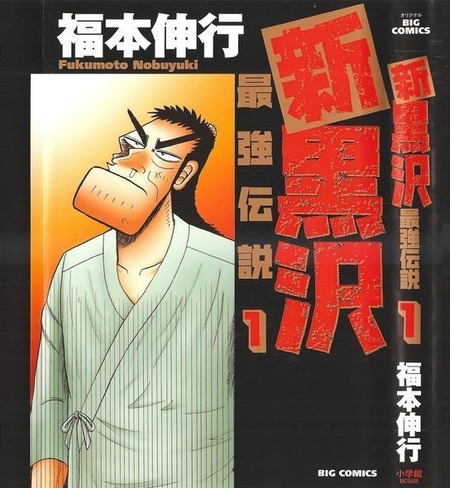 福本伸行
Fukumoto Nobuyuki
新黒沢
最強伝説
1
BIG COMICS
オリジナル
BIG
COMICS
新黒沢
最強伝説
1
福本伸行
小学館